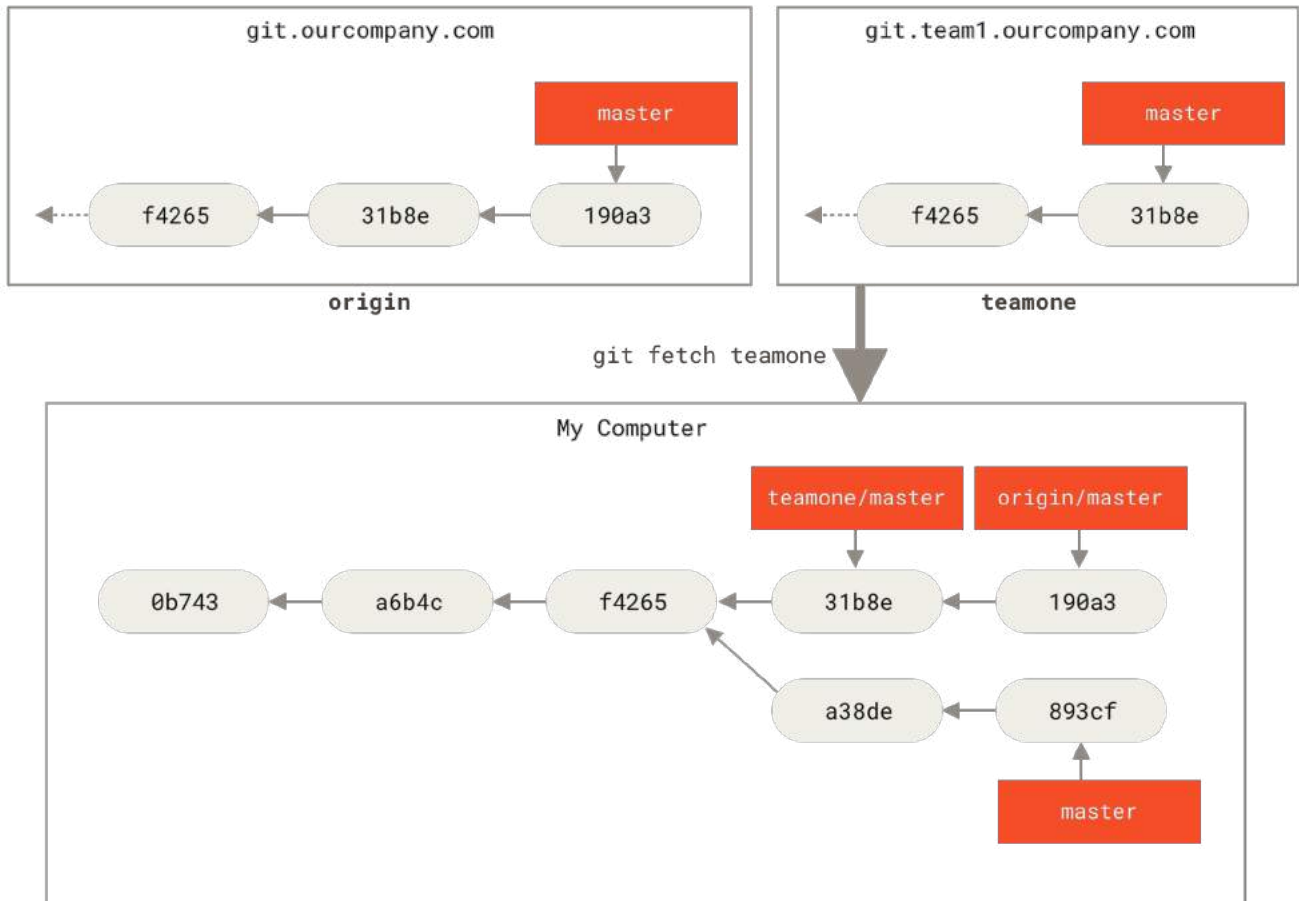 git.ourcompany.com
master
f4265
31b8e
190a3
origin
git.team1.ourcompany.com
master
f4265
31b8e
teamone
git fetch teamone
My Computer
teamone/master
origin/master
0b743
a6b4c
f4265
31b8e
190a3
a38de
893cf
master